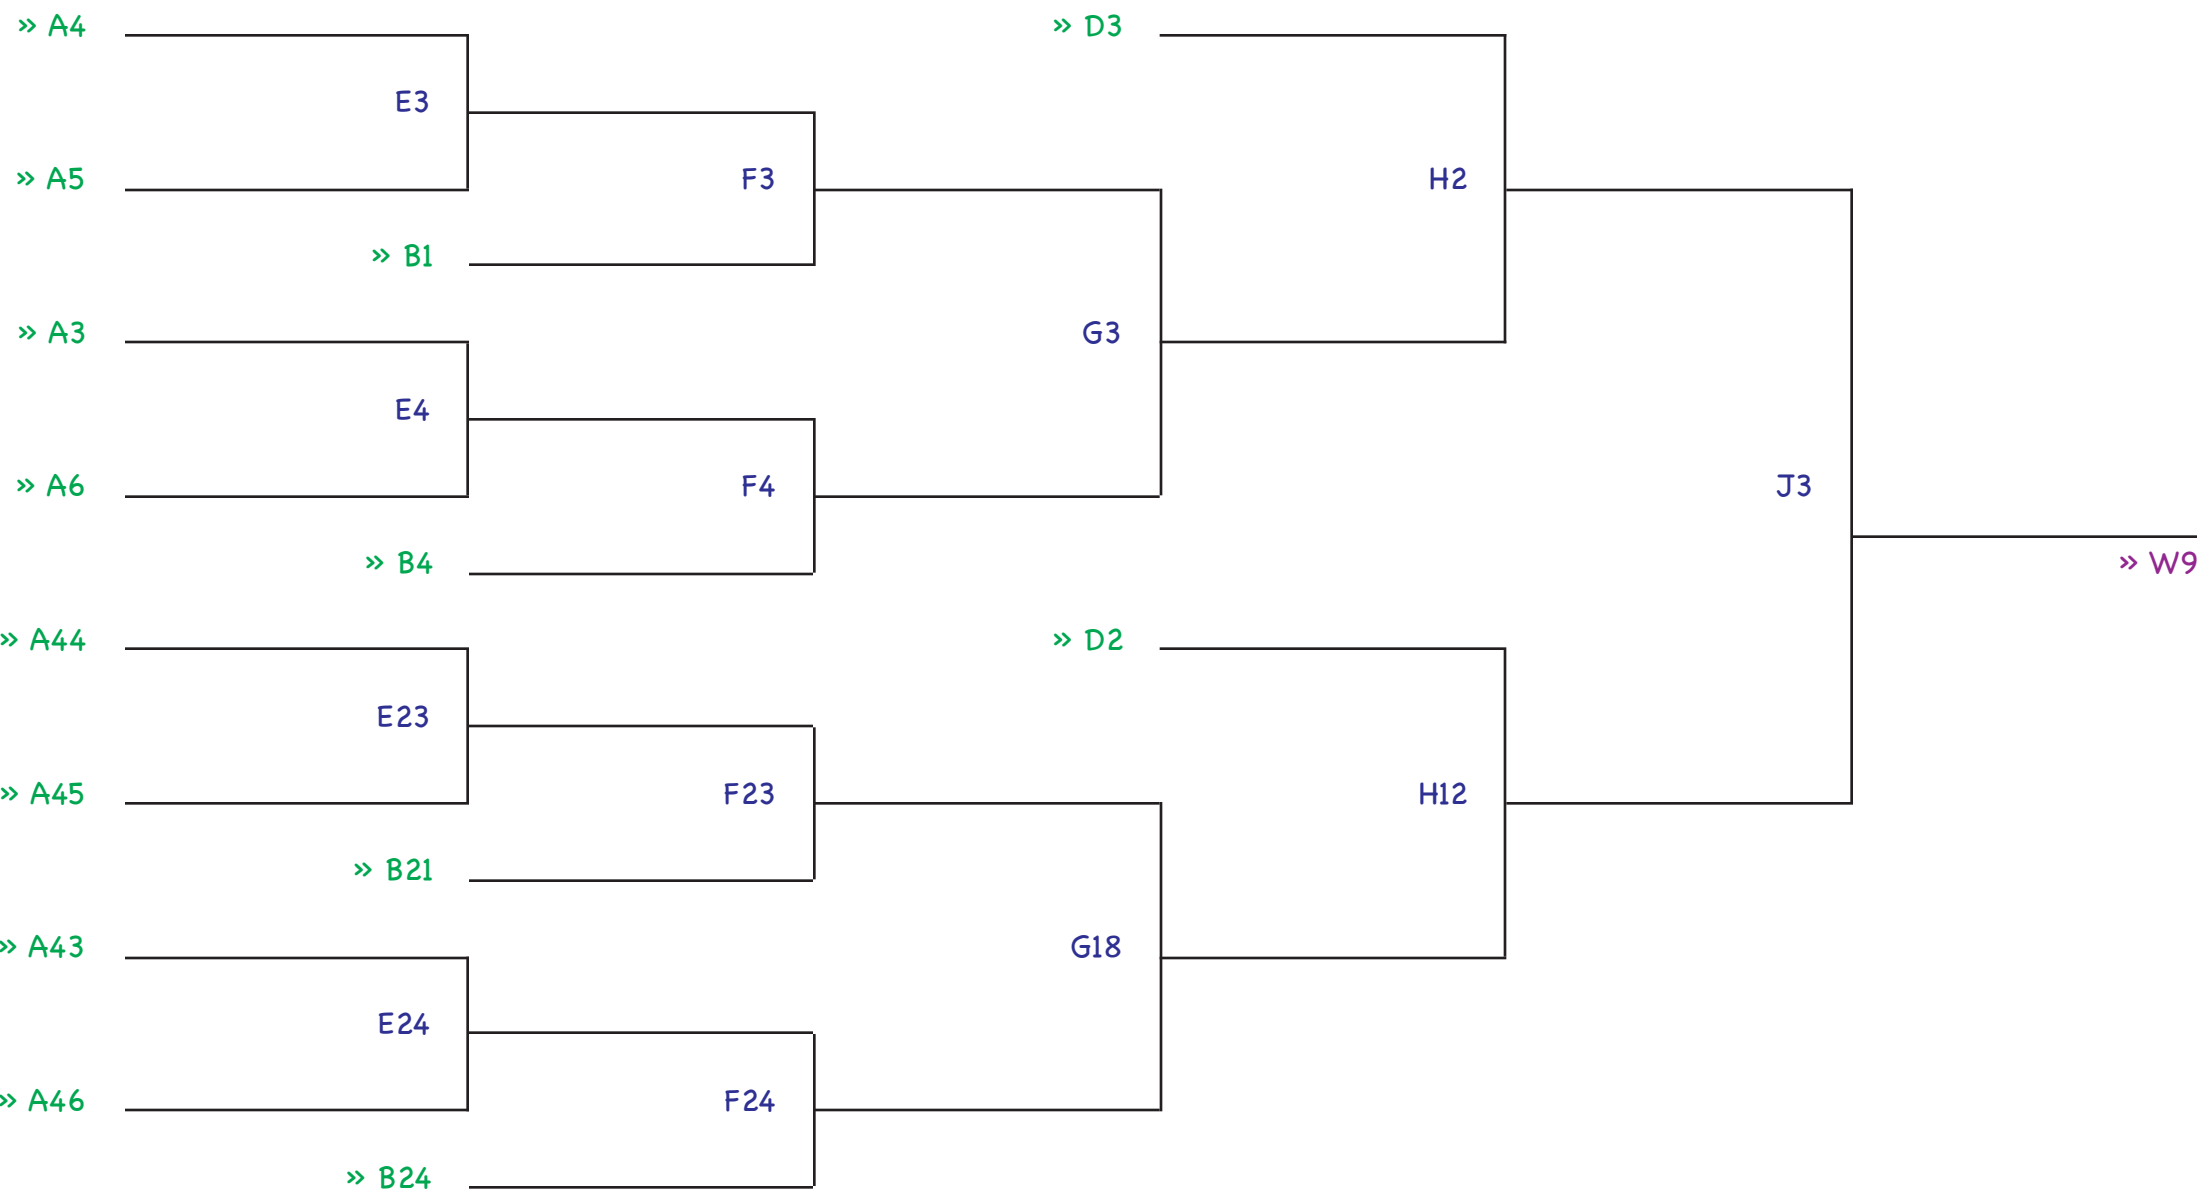 » A4
» D3
E3
» A5
F3
H2
» B1
» A3
G3
E4
» A6
F4
J3
» B4
» W9
» A44
» D2
E23
» A45
F23
H12
» B21
» A43
G18
E24
» A46
F24
» B24